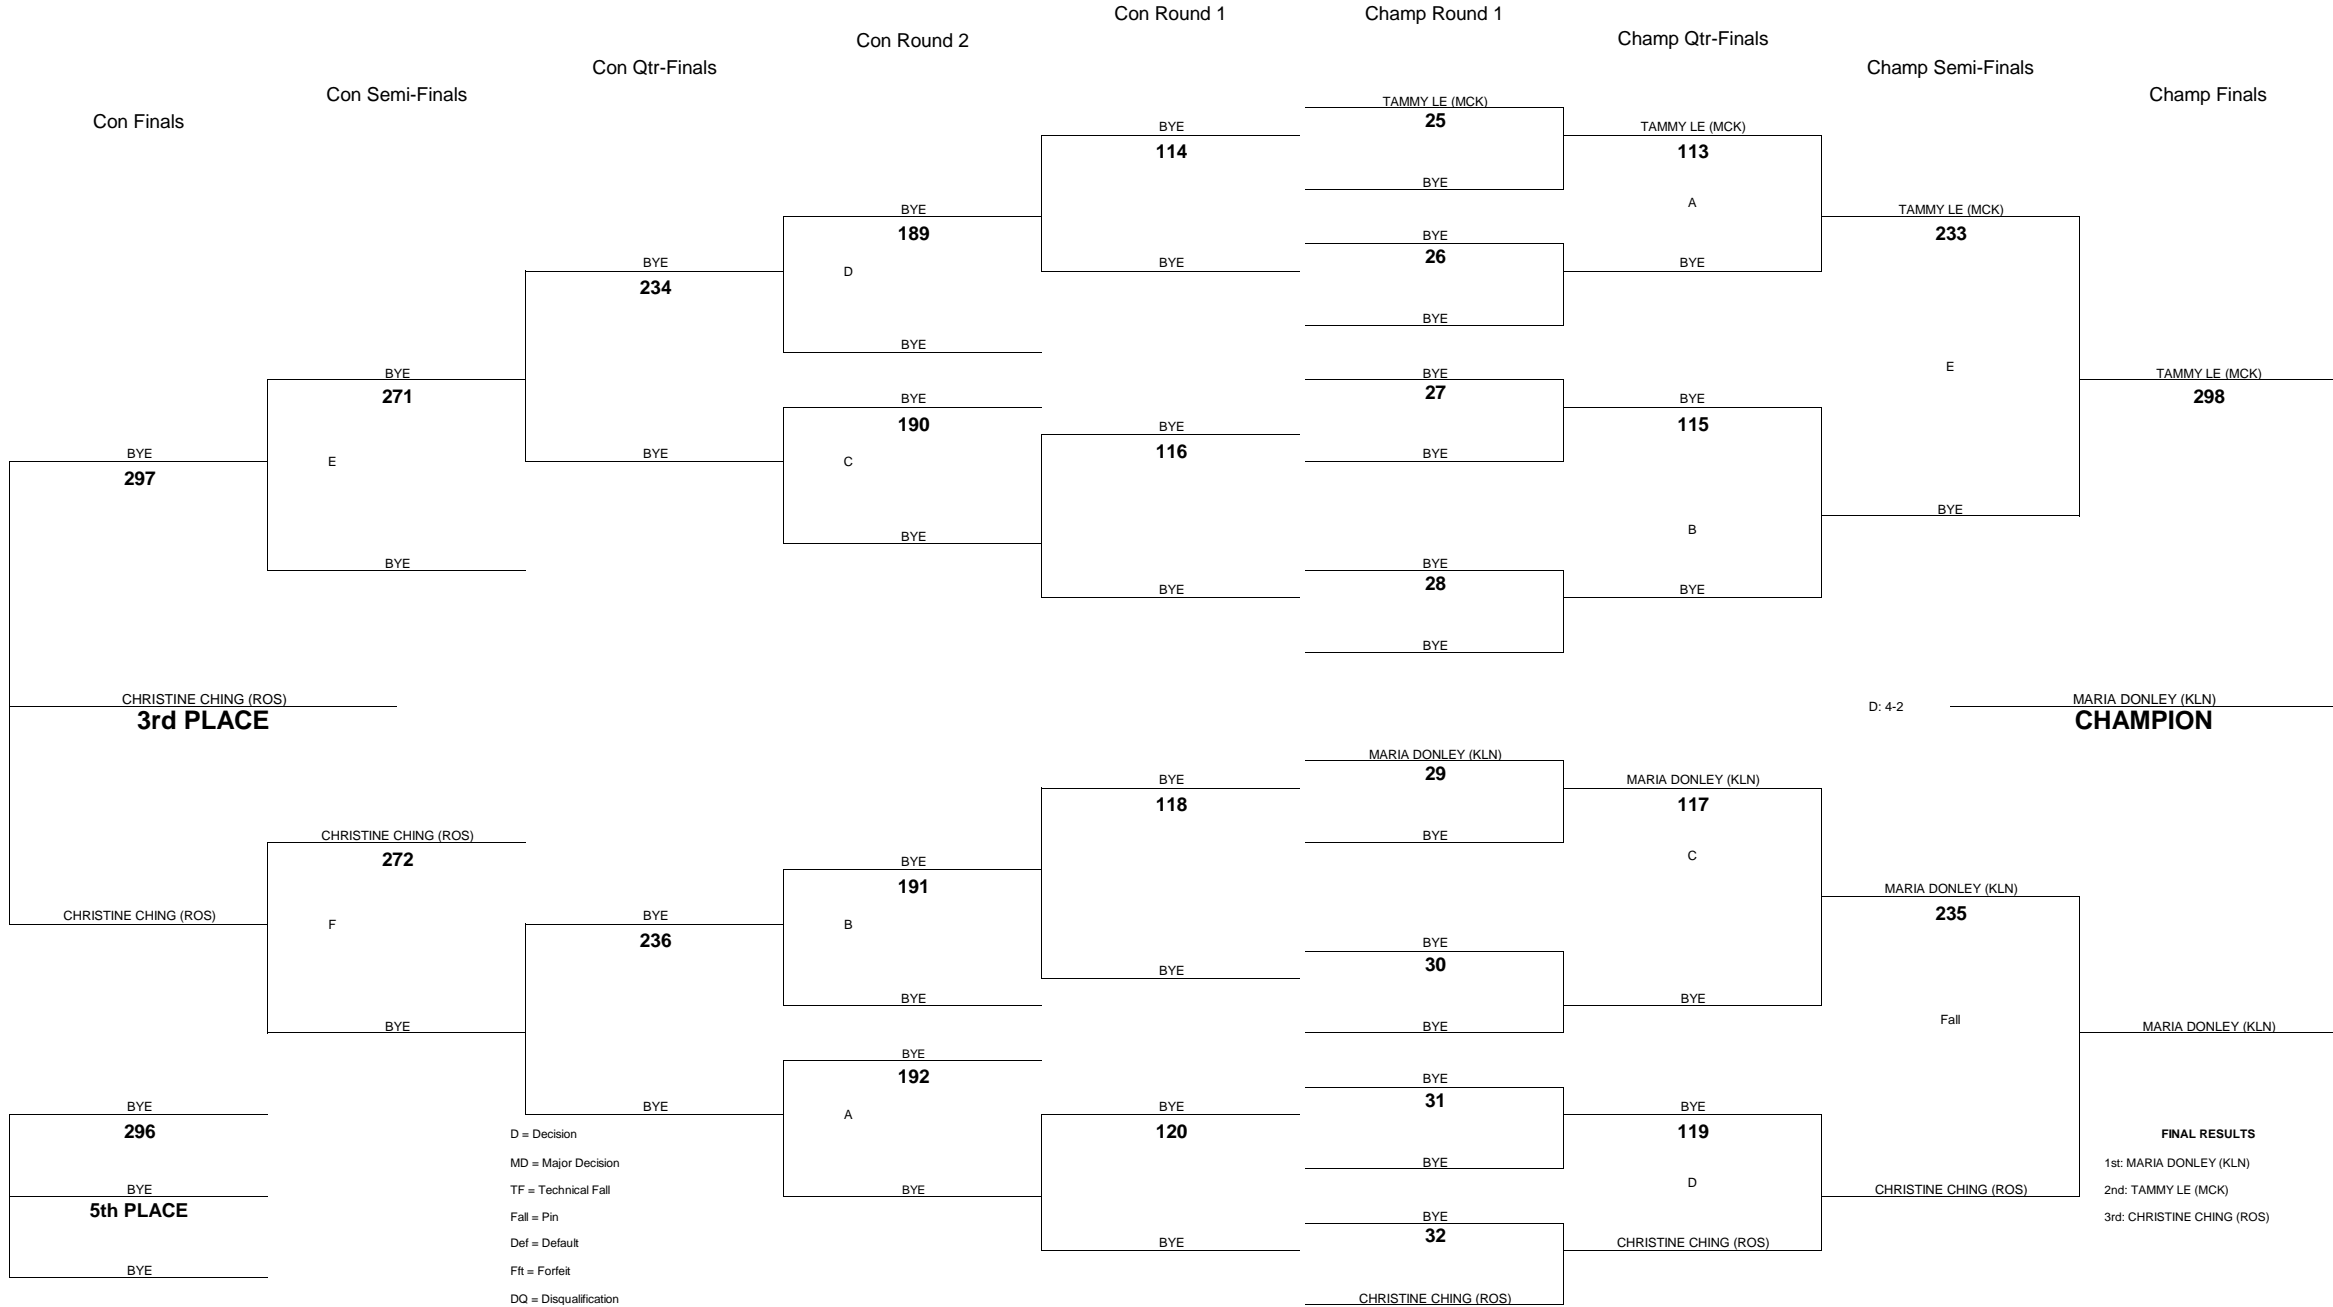 Con Round 1
Champ Round 1
Con Round 2
Champ Qtr-Finals
Con Qtr-Finals
Champ Semi-Finals
Con Semi-Finals
Champ Finals
Con Finals
TAMMY LE (MCK)
25
BYE
TAMMY LE (MCK)
114
113
BYE
A
BYE
TAMMY LE (MCK)
189
233
BYE
26
BYE
BYE
BYE
D
234
BYE
BYE
BYE
BYE
TAMMY LE (MCK)
271
27
298
E
BYE
BYE
190
115
BYE
116
BYE
BYE
BYE
297
E
C
BYE
BYE
B
BYE
BYE
BYE
28
BYE
BYE
BYE
CHRISTINE CHING (ROS)
3rd PLACE
D: 4-2
MARIA DONLEY (KLN)
CHAMPION
MARIA DONLEY (KLN)
29
BYE
MARIA DONLEY (KLN)
118
117
CHRISTINE CHING (ROS)
BYE
272
C
BYE
191
MARIA DONLEY (KLN)
235
CHRISTINE CHING (ROS)
BYE
F
B
236
BYE
30
BYE
BYE
BYE
BYE
BYE
Fall
MARIA DONLEY (KLN)
BYE
192
BYE
31
BYE
BYE
BYE
BYE
296
A
120
119
D = Decision
FINAL RESULTS
MD = Major Decision
BYE
1st: MARIA DONLEY (KLN)
BYE
5th PLACE
TF = Technical Fall
BYE
D
CHRISTINE CHING (ROS)
2nd: TAMMY LE (MCK)
Fall = Pin
BYE
32
3rd: CHRISTINE CHING (ROS)
Def = Default
BYE
CHRISTINE CHING (ROS)
BYE
Fft = Forfeit
DQ = Disqualification
CHRISTINE CHING (ROS)